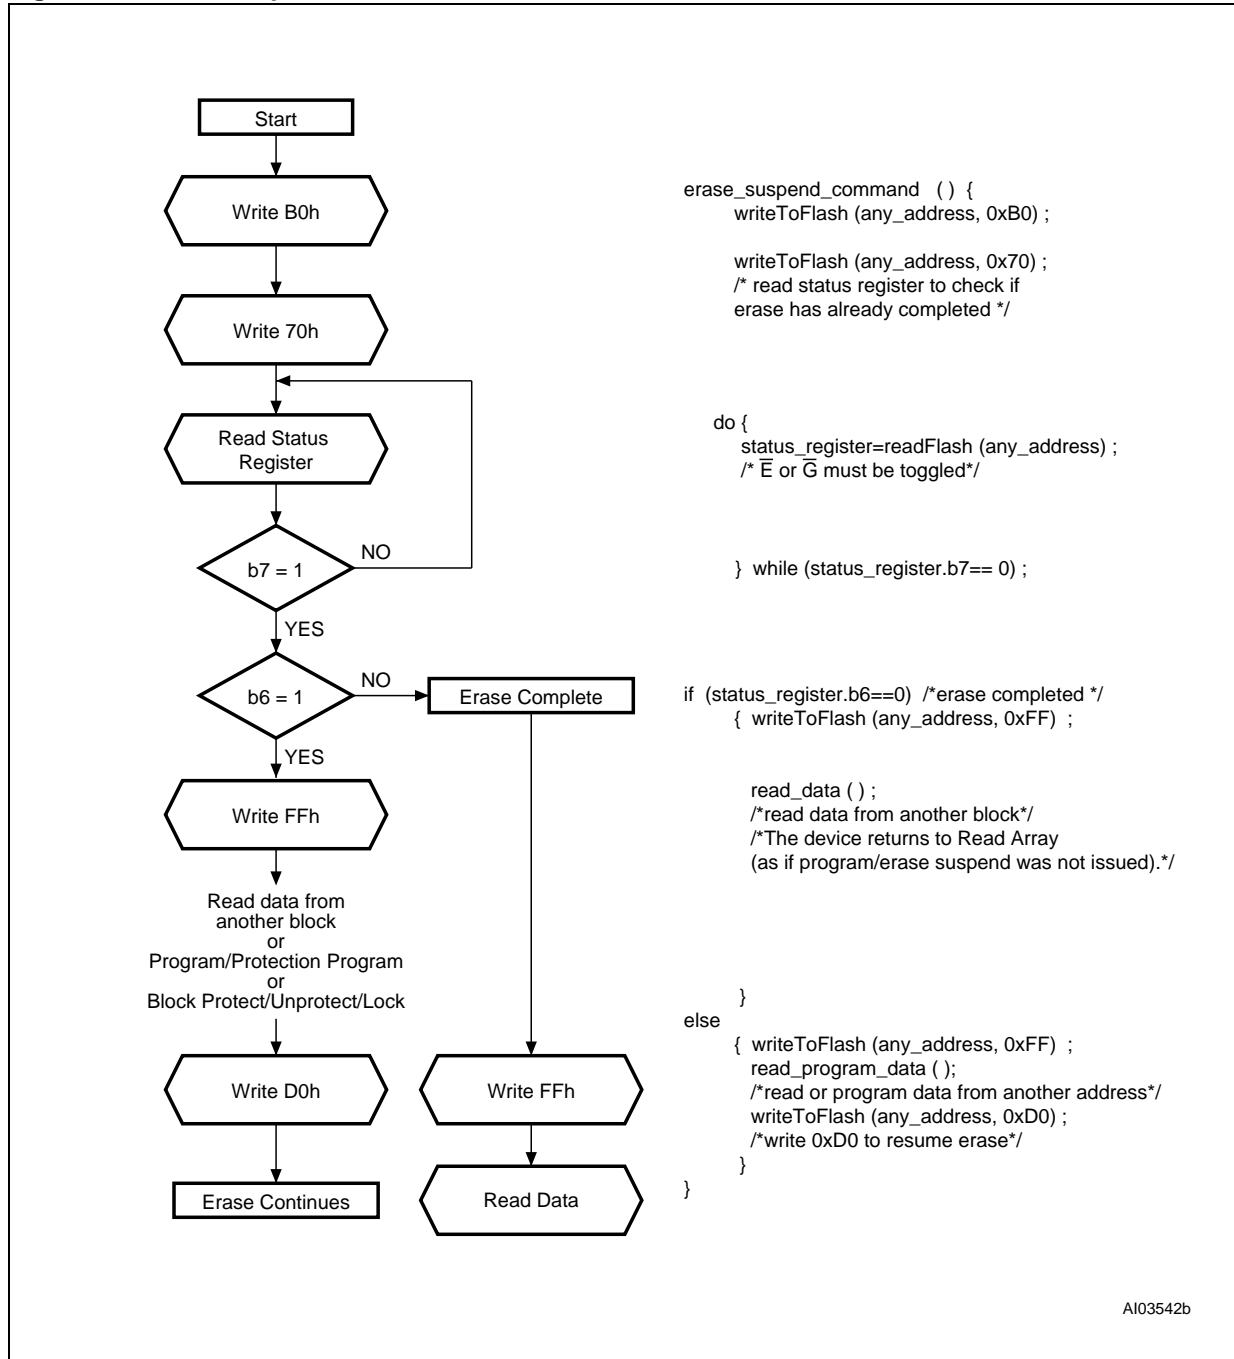 Start
Write B0h
Write 70h
Read Status
Register
NO
b7 = 1
YES
NO
b6 = 1
Erase Complete
YES
Write FFh
Read data from
another block
or
Program/Protection Program
or
Block Protect/Unprotect/Lock
Write D0h
Write FFh
Erase Continues
Read Data
erase_suspend_command ( ) {
writeToFlash (any_address, 0xB0) ;
writeToFlash (any_address, 0x70) ;
/* read status register to check if
erase has already completed */
do {
status_register=readFlash (any_address) ;
/* E̅ or G̅ must be toggled*/
} while (status_register.b7== 0) ;
if (status_register.b6==0) /*erase completed */
{ writeToFlash (any_address, 0xFF) ;
read_data ( ) ;
/*read data from another block*/
/*The device returns to Read Array
(as if program/erase suspend was not issued).*/
}
else
{ writeToFlash (any_address, 0xFF) ;
read_program_data ( );
/*read or program data from another address*/
writeToFlash (any_address, 0xD0) ;
/*write 0xD0 to resume erase*/
}
}
AI03542b